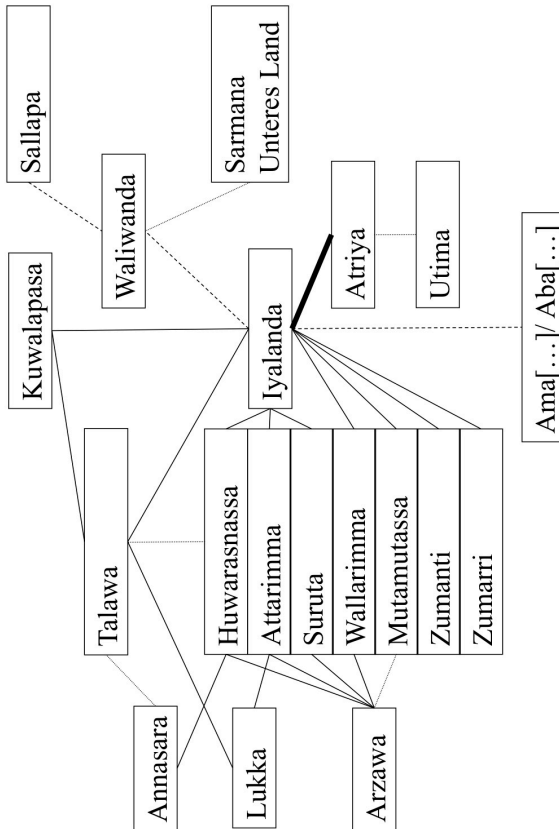 Sallapa
Kuwalapasa
Waliwanda
Sarmana
Unteres Land
Talawa
Iyalanda
Atriya
Utima
Annasara
Lukka
Arzawa
Huwarasnassa
Attarimma
Suruta
Wallarimma
Mutamutassa
Zumanti
Zumarri
Ama[…]/ Aba[…]